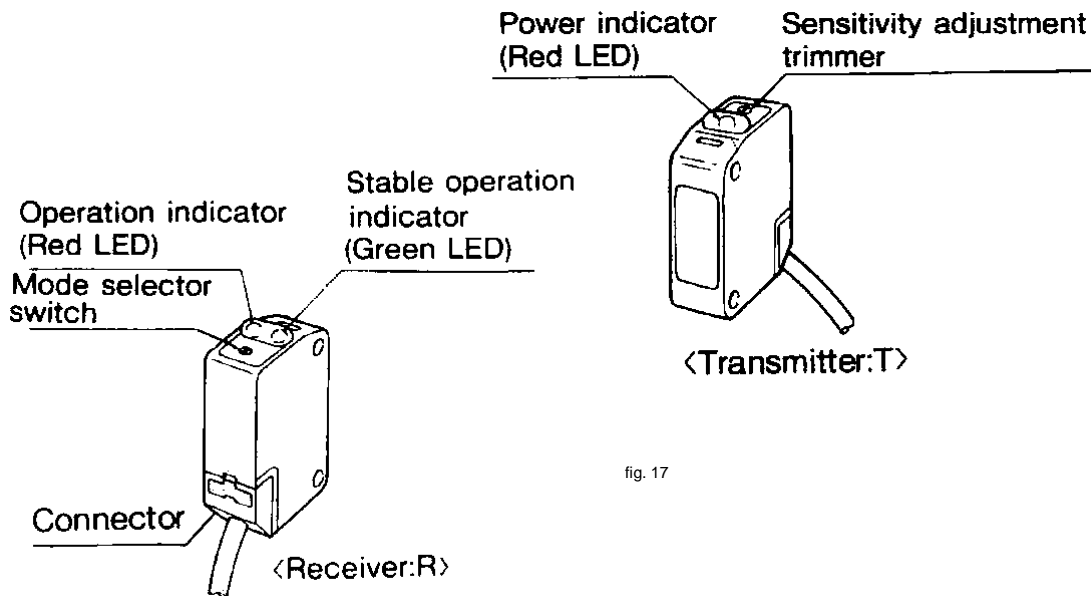 Power indicator
(Red LED)
Sensitivity adjustment
trimmer
Stable operation
indicator
(Green LED)
Operation indicator
(Red LED)
Mode selector
switch
<Transmitter:T>
fig. 17
Connector
<Receiver:R>